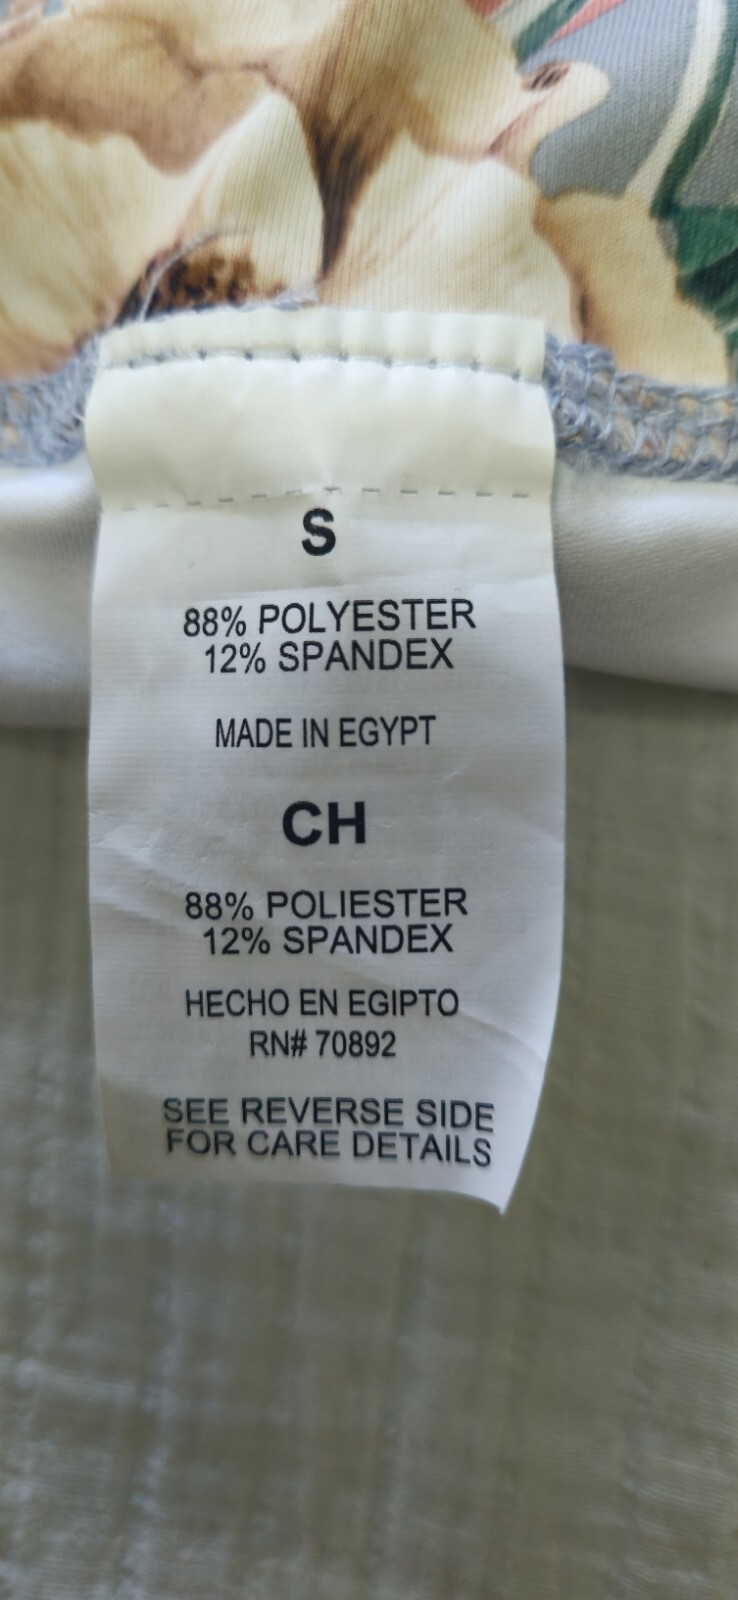 S
88% POLYESTER
12% SPANDEX
MADE IN EGYPT
CH
88% POLIESTER
12% SPANDEX
HECHO EN EGIPTO
RN# 70892
SEE REVERSE SIDE
FOR CARE DETAILS